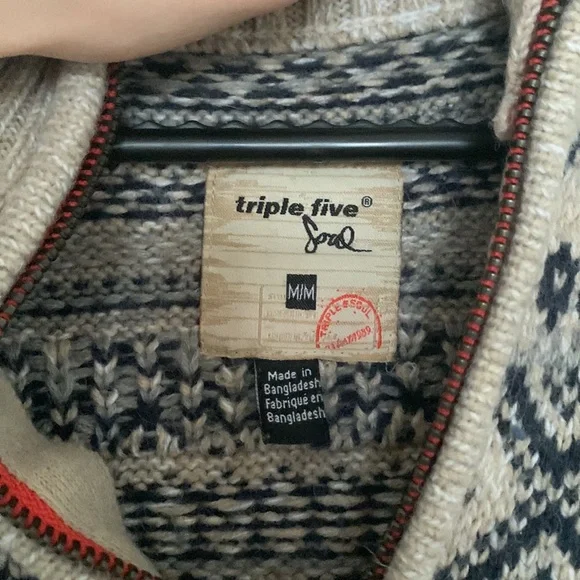 triple five®
Soul
M/M
TRIPLE 5 SOUL
Made in
Bangladesh
Fabriqué en
Bangladesh